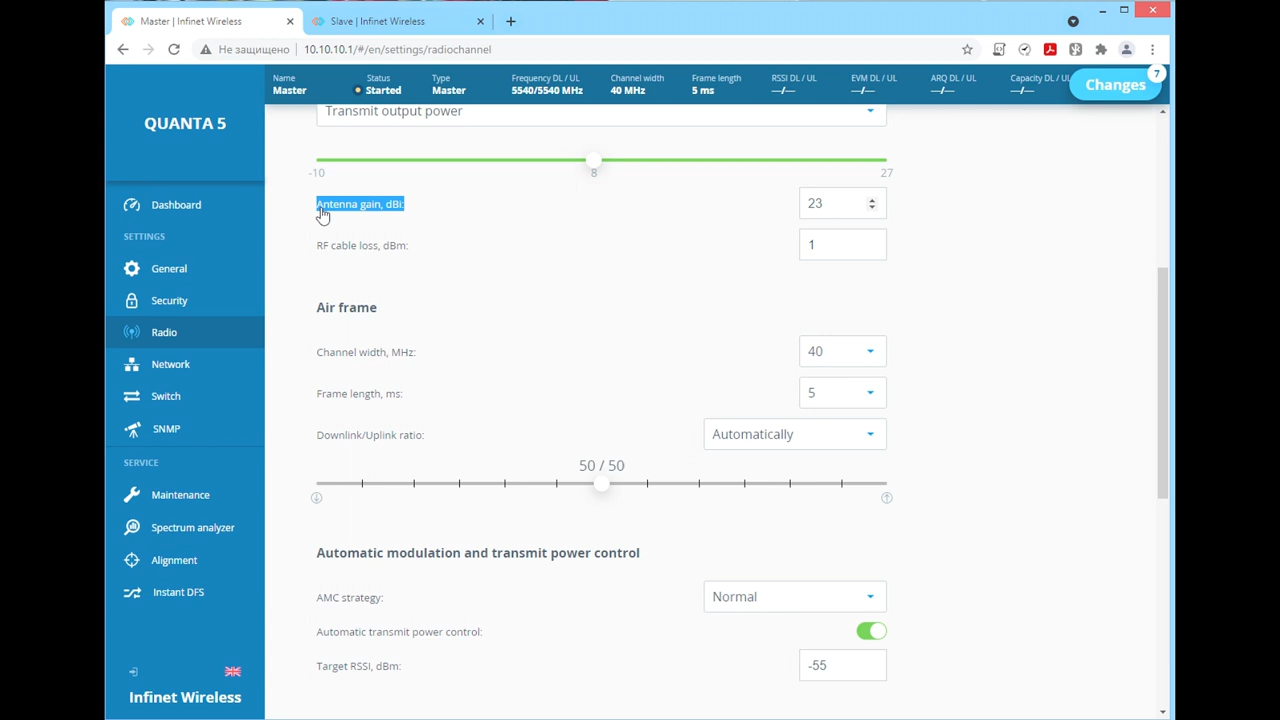 Master | Infinet Wireless
Slave | Infinet Wireless
Не защищено
10.10.10.1/#/en/settings/radiochannel
QUANTA 5
Dashboard
SETTINGS
General
Security
Radio
Network
Switch
SNMP
SERVICE
Maintenance
Spectrum analyzer
Alignment
Instant DFS
Infinet Wireless
Name
Master
Status
Started
Type
Master
Frequency DL / UL
5540/5540 MHz
Channel width
40 MHz
Frame length
5 ms
RSSI DL / UL
--/--
EVM DL / UL
--/--
ARQ DL / UL
--/--
Capacity DL / UL
--/--
Changes
7
Transmit output power
-10
8
27
Antenna gain, dBi:
23
RF cable loss, dBm:
1
Air frame
Channel width, MHz:
40
Frame length, ms:
5
Downlink/Uplink ratio:
Automatically
50 / 50
Automatic modulation and transmit power control
AMC strategy:
Normal
Automatic transmit power control:
Target RSSI, dBm:
-55